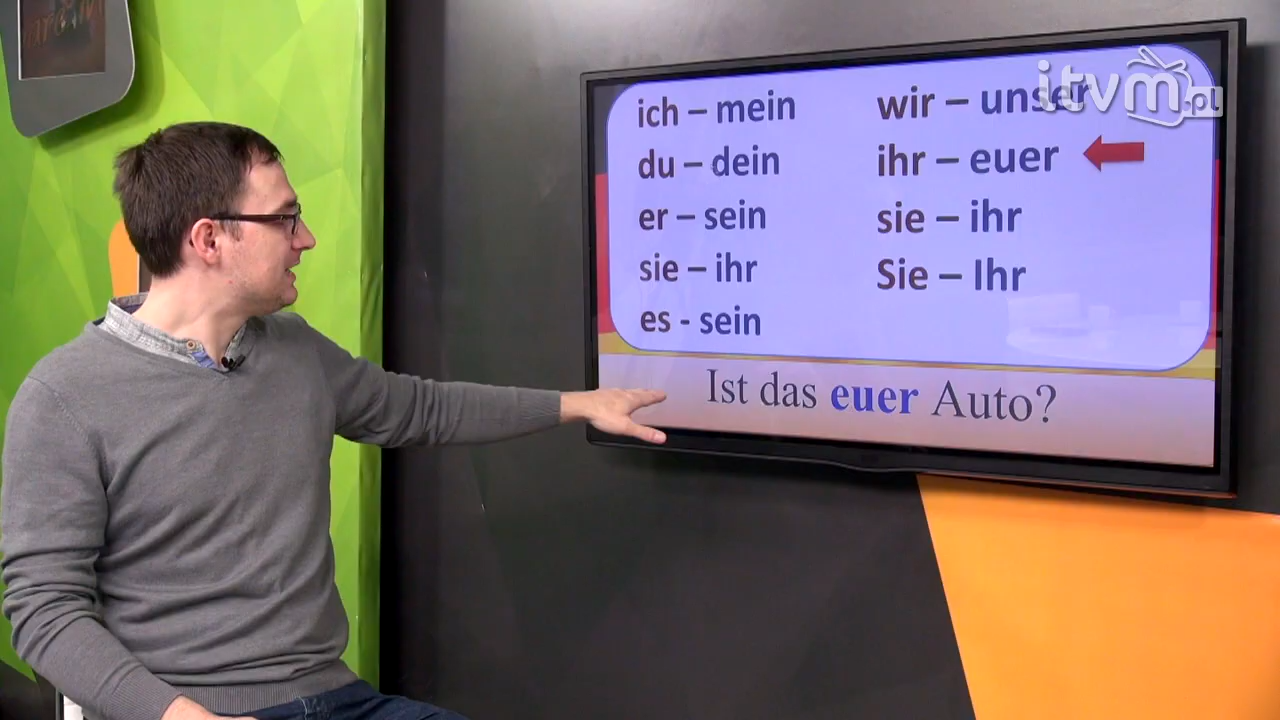 ich – mein
du – dein
er – sein
sie – ihr
es - sein
wir – unser
ihr – euer
sie – ihr
Sie – Ihr
Ist das euer Auto?
itvm.pl